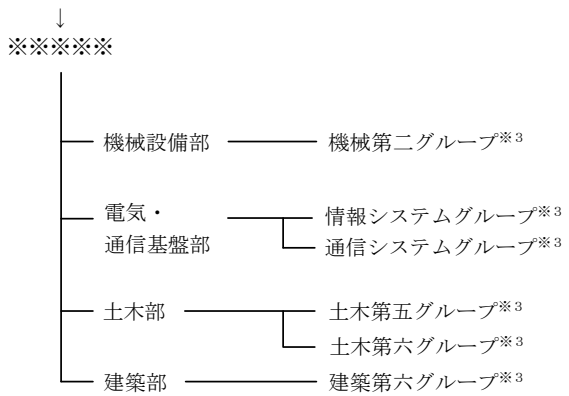 ↓
※※※※※
機械設備部 機械第二グループ※3
電気・
通信基盤部
情報システムグループ※3
通信システムグループ※3
土木部 土木第五グループ※3
土木第六グループ※3
建築部 建築第六グループ※3